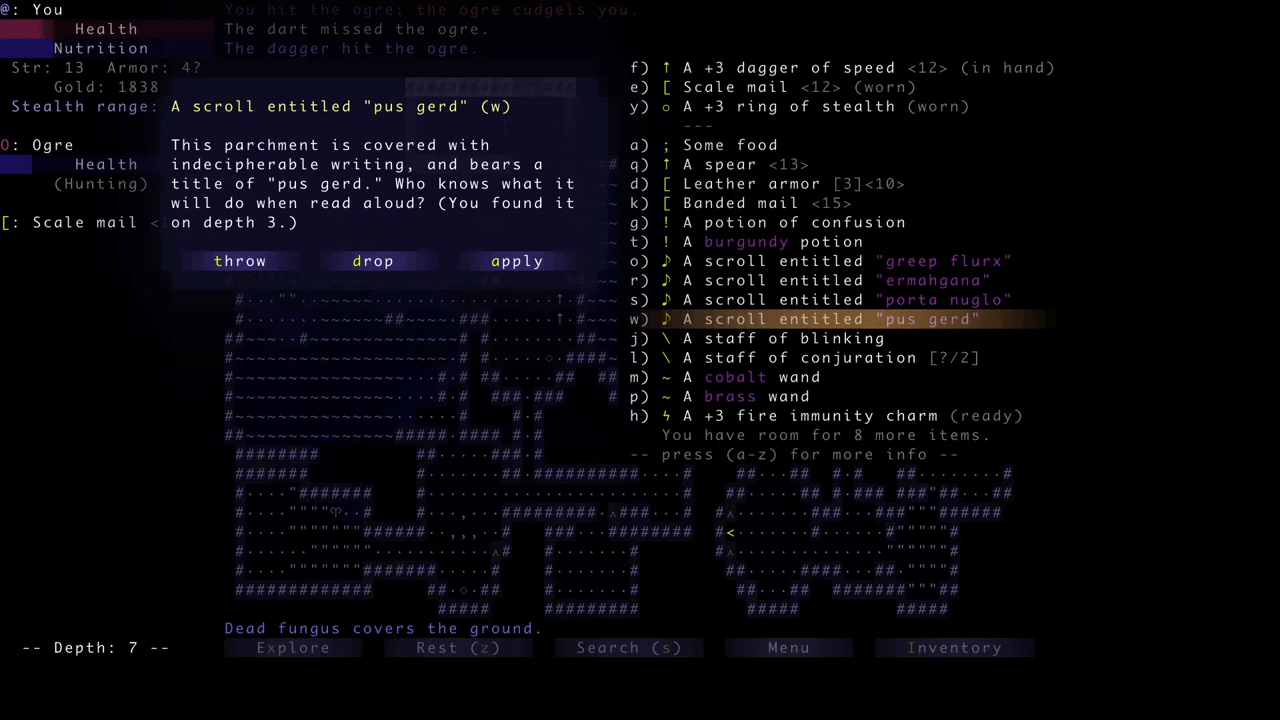 @: You
You hit the ogre; the ogre cudgels you.
Health
The dart missed the ogre.
Nutrition
The dagger hit the ogre.
Str: 13 Armor: 4?
Gold: 1838
Stealth range:
A scroll entitled "pus gerd" (w)
This parchment is covered with
indecipherable writing, and bears a
title of "pus gerd." Who knows what it
will do when read aloud? (You found it
on depth 3.)
throw drop apply
O: Ogre
Health
(Hunting)
[: Scale mail <1
f) ↑ A +3 dagger of speed <12> (in hand)
e) [ Scale mail <12> (worn)
y) ○ A +3 ring of stealth (worn)
---
a) ; Some food
q) ↑ A spear <13>
d) [ Leather armor [3]<10>
k) [ Banded mail <15>
g) ! A potion of confusion
t) ! A burgundy potion
o) ♪ A scroll entitled "greep flurx"
r) ♪ A scroll entitled "ermahgana"
s) ♪ A scroll entitled "porta nuglo"
w) ♪ A scroll entitled "pus gerd"
j) \ A staff of blinking
l) \ A staff of conjuration [?/2]
m) ~ A cobalt wand
p) ~ A brass wand
h) ϟ A +3 fire immunity charm (ready)
You have room for 8 more items.
-- press (a-z) for more info --
Dead fungus covers the ground.
-- Depth: 7 --
Explore Rest (z) Search (s) Menu Inventory